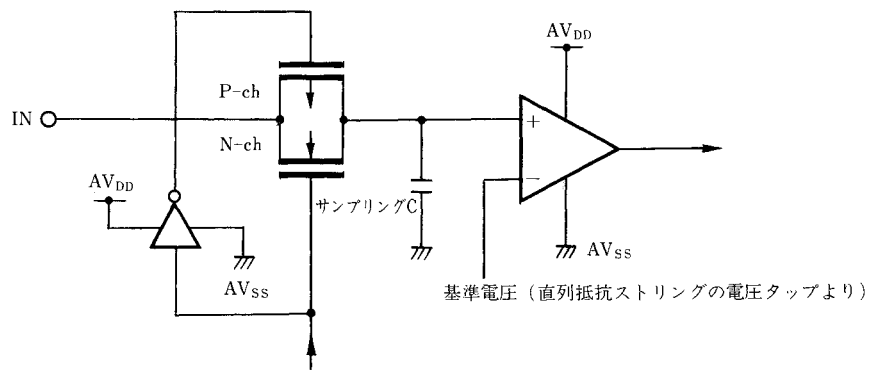 AVDD
P-ch
IN
N-ch
+
−
AVDD
サンプリングC
AVSS
AVSS
基準電圧（直列抵抗ストリングの電圧タップより）